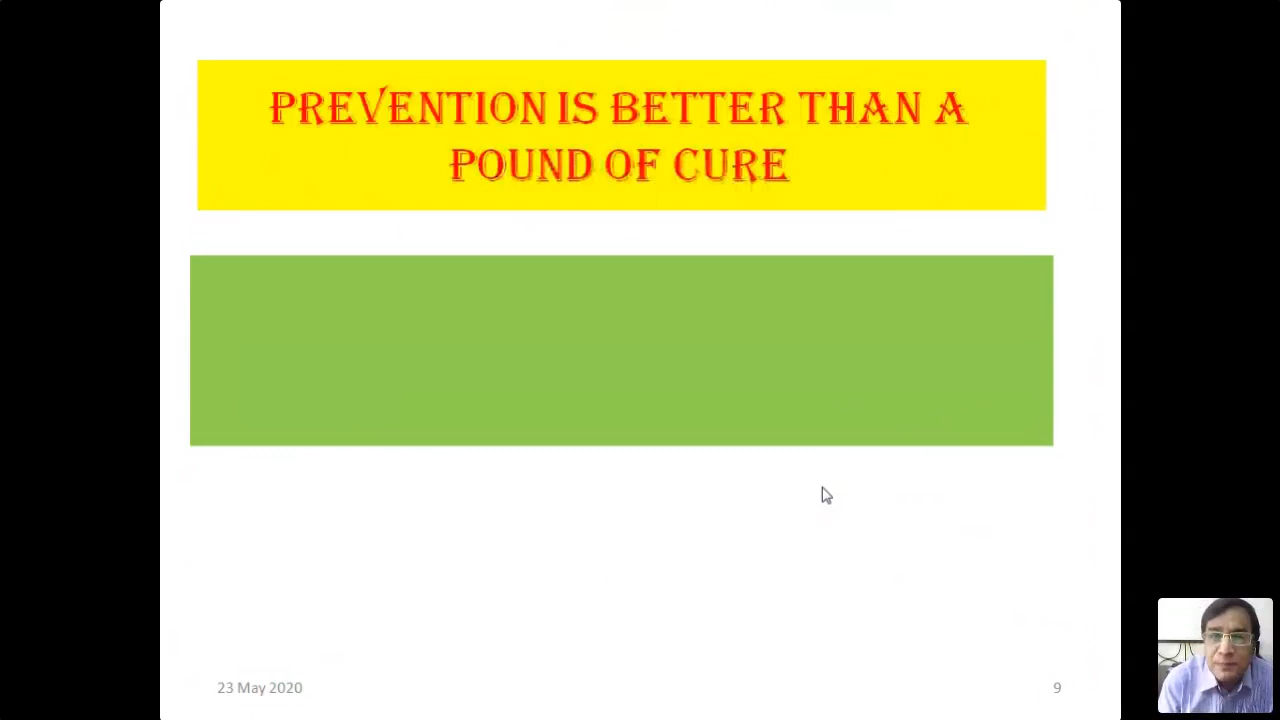 PREVENTION IS BETTER THAN A
POUND OF CURE
23 May 2020
9